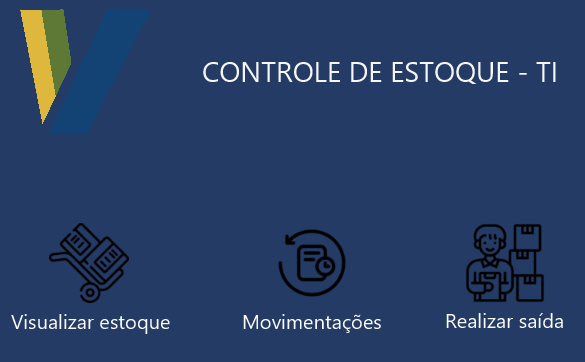 CONTROLE DE ESTOQUE - TI
Visualizar estoque
Movimentações
Realizar saída